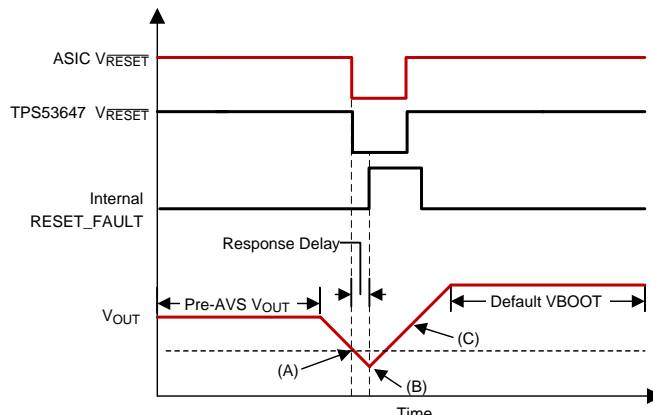 ASIC VRESET
TPS53647 VRESET
Internal
RESET_FAULT
Response Delay
Pre-AVS VOUT
Default VBOOT
VOUT
(C)
(A)
(B)
Time